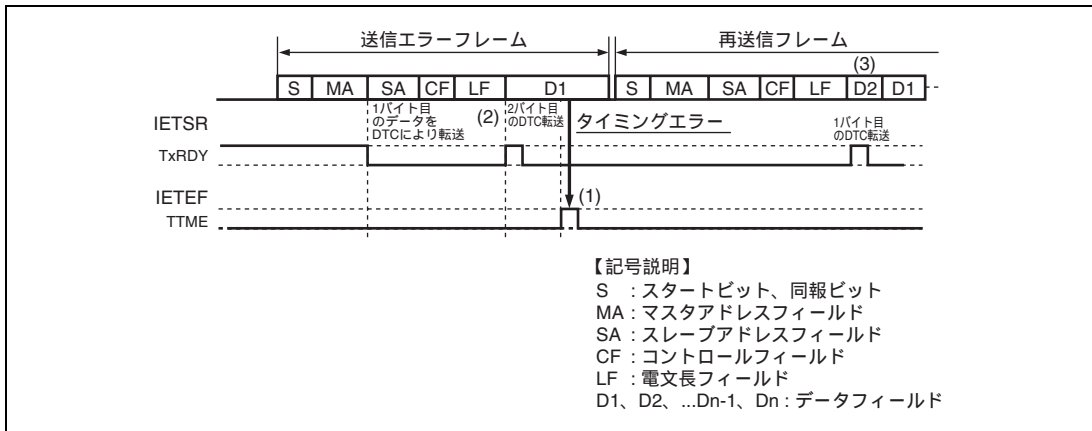 送信エラーフレーム 再送信フレーム
(3)
S MA SA CF LF D1 S MA SA CF LF D2 D1
1バイト目
のデータを
DTCにより転送
(2)
2バイト目
のDTC転送
タイミングエラー
1バイト目
のDTC転送
IETSR
TxRDY
IETEF
TTME
(1)
【記号説明】
S : スタートビット、同報ビット
MA : マスタアドレスフィールド
SA : スレーブアドレスフィールド
CF : コントロールフィールド
LF : 電文長フィールド
D1、D2、...Dn-1、Dn : データフィールド